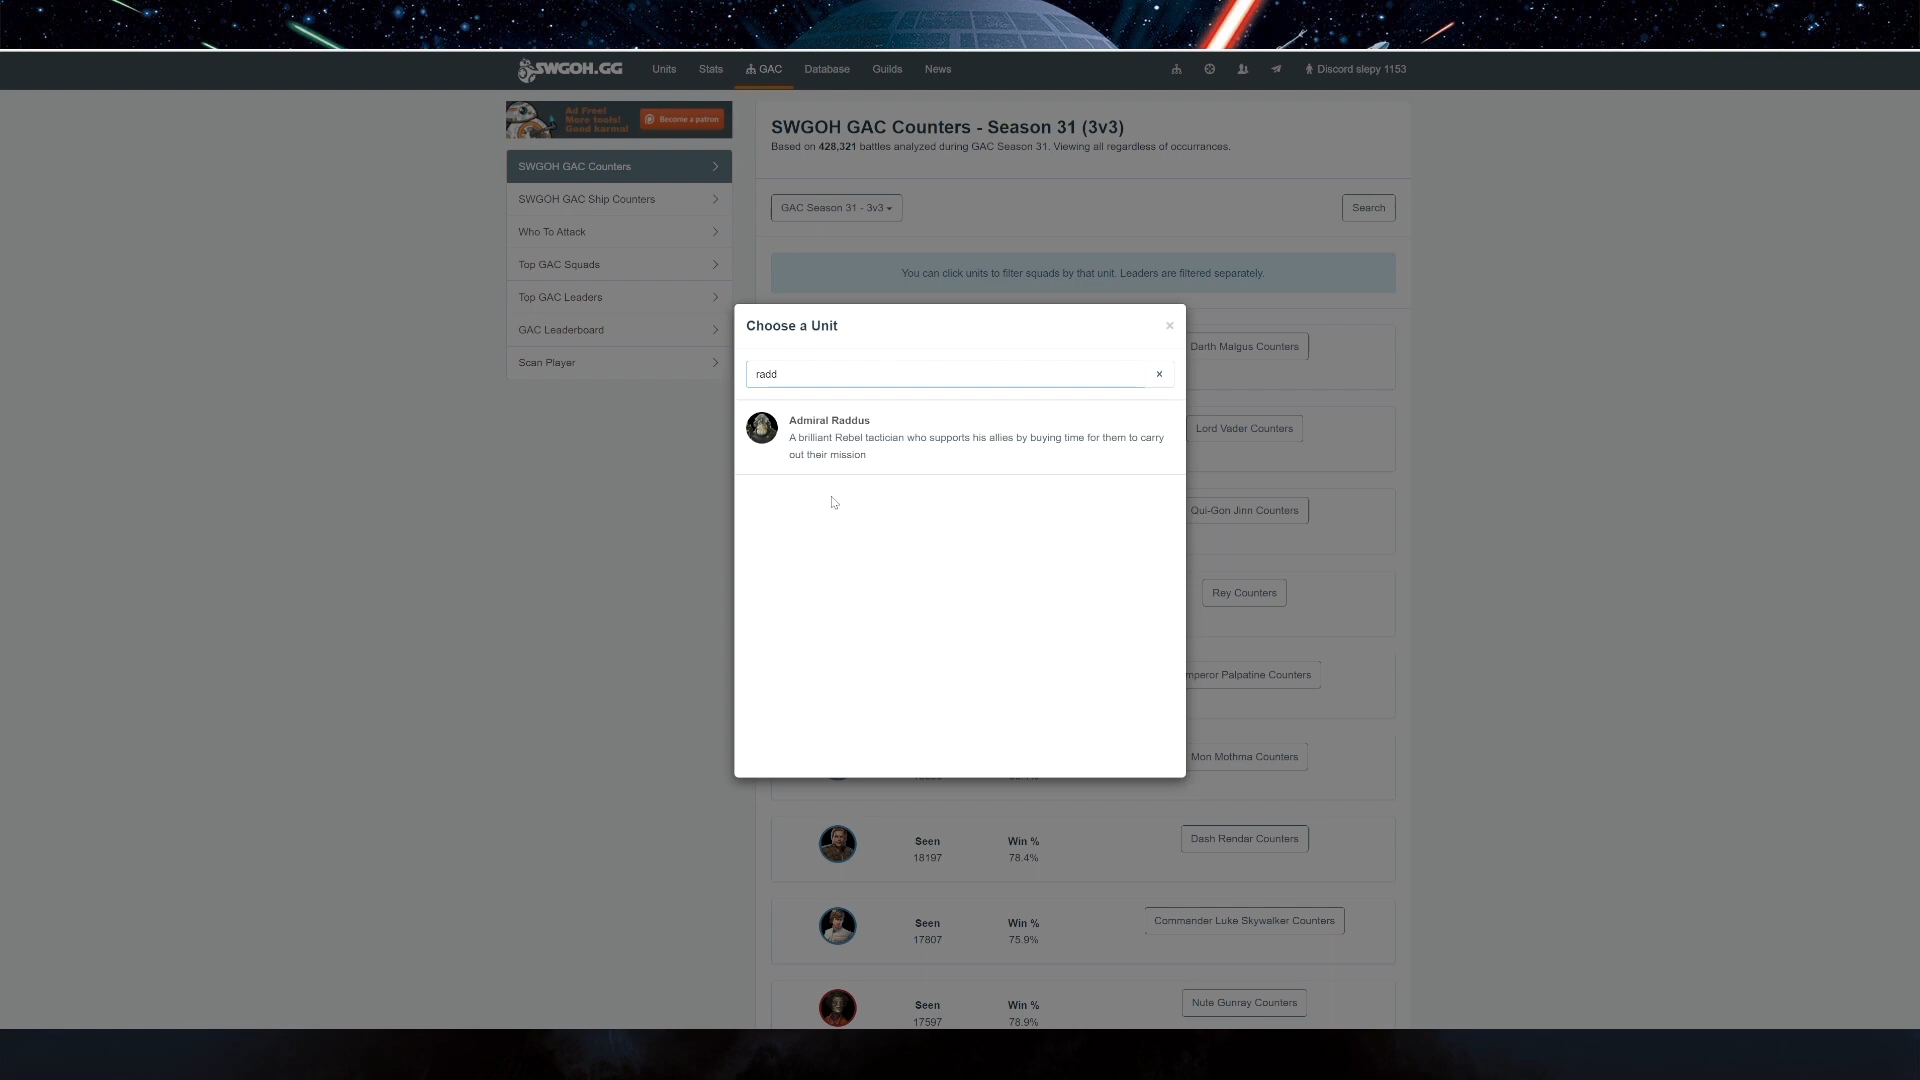 SWGOH.GG
Units
Stats
GAC
Database
Guilds
News
Discord slepy 1153
Ad Free!
More tools!
Good karma!
Become a patron
SWGOH GAC Counters
SWGOH GAC Ship Counters
Who To Attack
Top GAC Squads
Top GAC Leaders
GAC Leaderboard
Scan Player
SWGOH GAC Counters - Season 31 (3v3)
Based on 428,321 battles analyzed during GAC Season 31. Viewing all regardless of occurrances.
GAC Season 31 - 3v3
Search
You can click units to filter squads by that unit. Leaders are filtered separately.
Choose a Unit
×
radd
×
Admiral Raddus
A brilliant Rebel tactician who supports his allies by buying time for them to carry
out their mission
Darth Malgus Counters
Lord Vader Counters
Qui-Gon Jinn Counters
Rey Counters
mperor Palpatine Counters
Mon Mothma Counters
Seen
18197
Win %
78.4%
Dash Rendar Counters
Seen
17807
Win %
75.9%
Commander Luke Skywalker Counters
Seen
17597
Win %
78.9%
Nute Gunray Counters